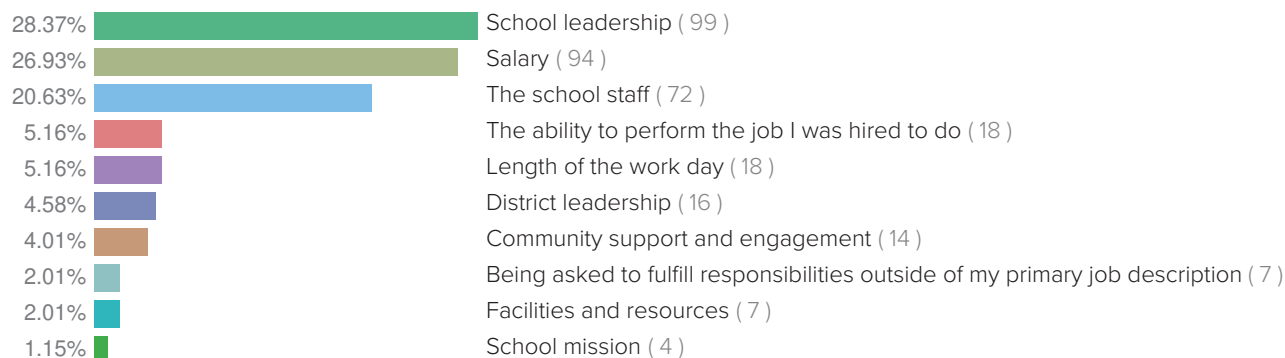 28.37% School leadership ( 99 )
26.93% Salary ( 94 )
20.63% The school staff ( 72 )
5.16% The ability to perform the job I was hired to do ( 18 )
5.16% Length of the work day ( 18 )
4.58% District leadership ( 16 )
4.01% Community support and engagement ( 14 )
2.01% Being asked to fulfill responsibilities outside of my primary job description ( 7 )
2.01% Facilities and resources ( 7 )
1.15% School mission ( 4 )